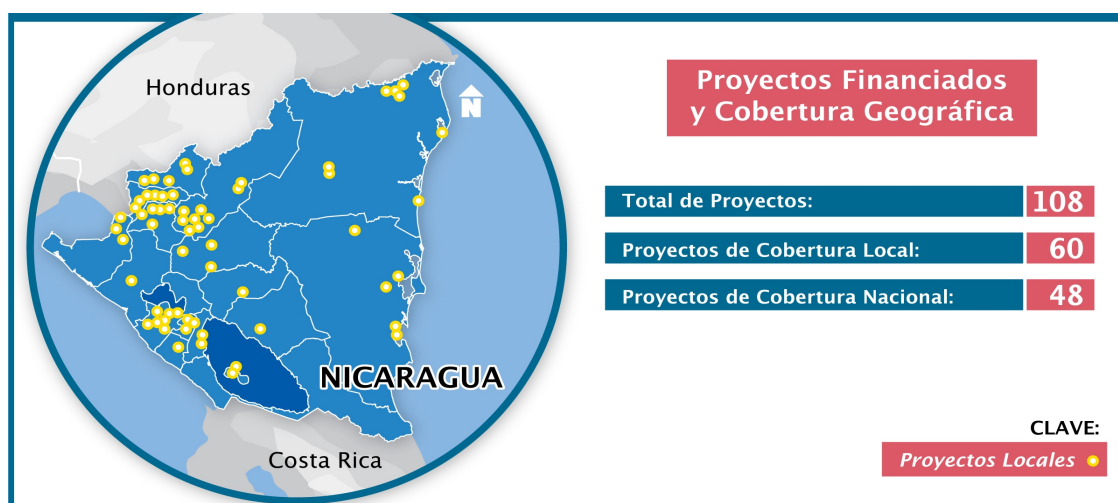 Honduras
N
NICARAGUA
Costa Rica
Proyectos Financiados
y Cobertura Geográfica
Total de Proyectos: 108
Proyectos de Cobertura Local: 60
Proyectos de Cobertura Nacional: 48
CLAVE:
Proyectos Locales